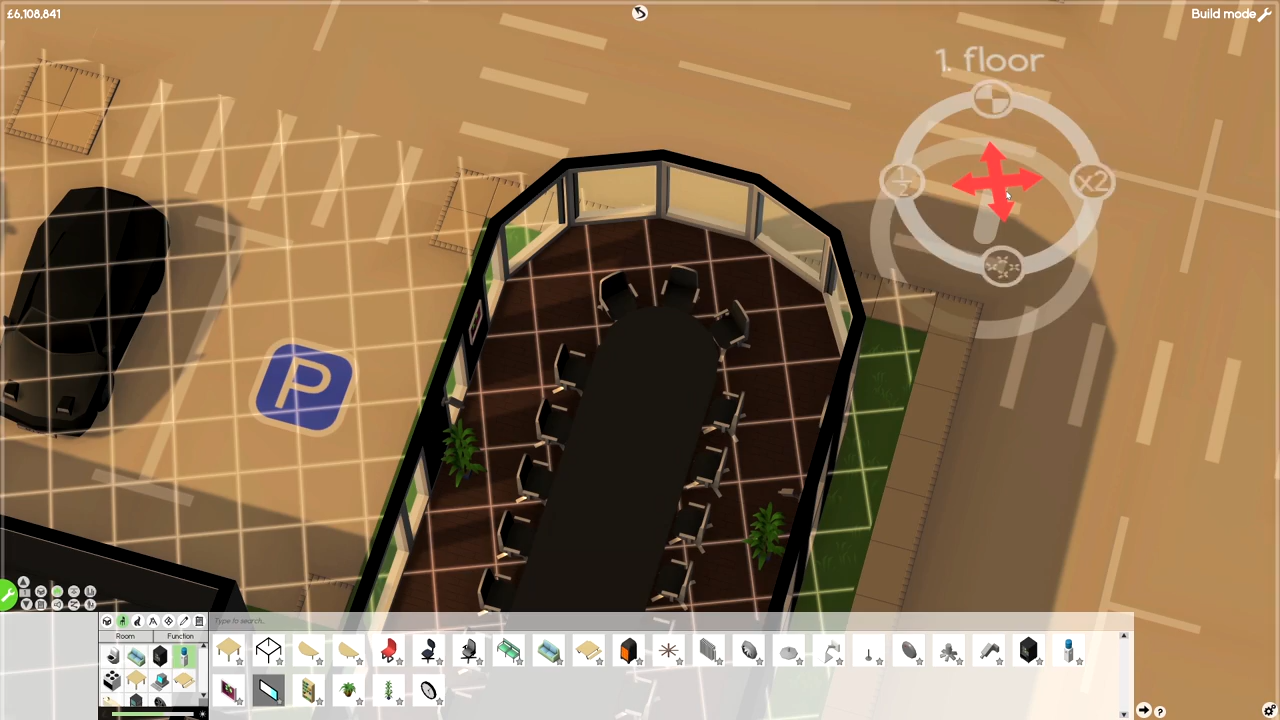 £6,108,841
Build mode
1. floor
1/2
x2
P
Type to search...
Room
Function